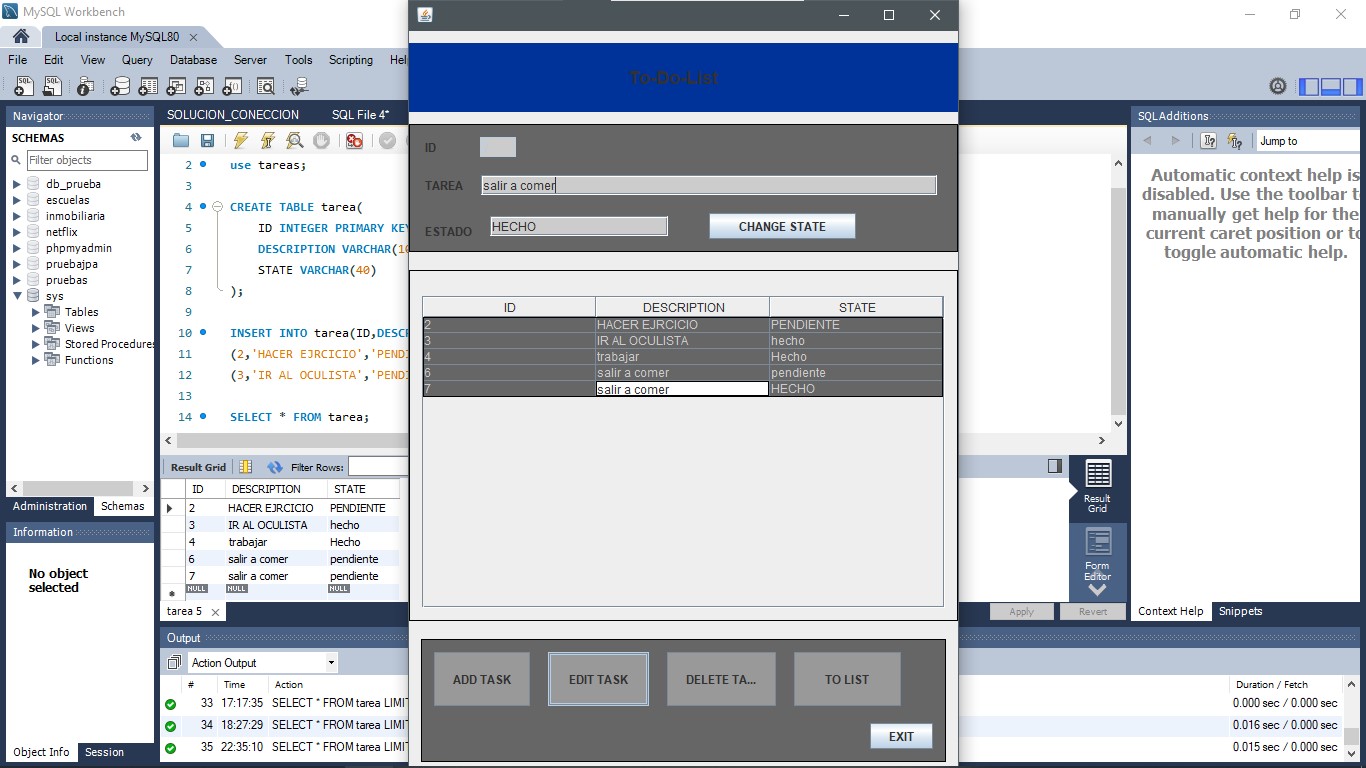 MySQL Workbench
Local instance MySQL80
File Edit View Query Database Server Tools Scripting Hel
Navigator
SCHEMAS
Filter objects
db_prueba
escuelas
inmobiliaria
netflix
phpmyadmin
pruebajpa
pruebas
sys
Tables
Views
Stored Procedures
Functions
Administration Schemas
Information
No object
selected
Object Info Session
SOLUCION_CONECCION SQL File 4*
2 use tareas;
3
4 CREATE TABLE tarea(
5 ID INTEGER PRIMARY KEY
6 DESCRIPTION VARCHAR(10
7 STATE VARCHAR(40)
8 );
9
10 INSERT INTO tarea(ID,DESCR
11 (2,'HACER EJRCICIO','PENDI
12 (3,'IR AL OCULISTA','PENDI
13
14 SELECT * FROM tarea;
Result Grid Filter Rows:
ID DESCRIPTION STATE
2 HACER EJRCICIO PENDIENTE
3 IR AL OCULISTA hecho
4 trabajar Hecho
6 salir a comer pendiente
7 salir a comer pendiente
NULL NULL NULL
tarea 5
Output
Action Output
# Time Action
33 17:17:35 SELECT * FROM tarea LIMIT
34 18:27:29 SELECT * FROM tarea LIMIT
35 22:35:10 SELECT * FROM tarea LIMIT
To-Do-List
ID
TAREA salir a comer
ESTADO HECHO CHANGE STATE
ID DESCRIPTION STATE
2 HACER EJRCICIO PENDIENTE
3 IR AL OCULISTA hecho
4 trabajar Hecho
6 salir a comer pendiente
7 salir a comer HECHO
ADD TASK EDIT TASK DELETE TA... TO LIST
EXIT
Result
Grid
Form
Editor
Apply Revert
Duration / Fetch
0.000 sec / 0.000 sec
0.016 sec / 0.000 sec
0.015 sec / 0.000 sec
SQLAdditions
Jump to
Automatic context help is
disabled. Use the toolbar t
manually get help for the
current caret position or to
toggle automatic help.
Context Help Snippets